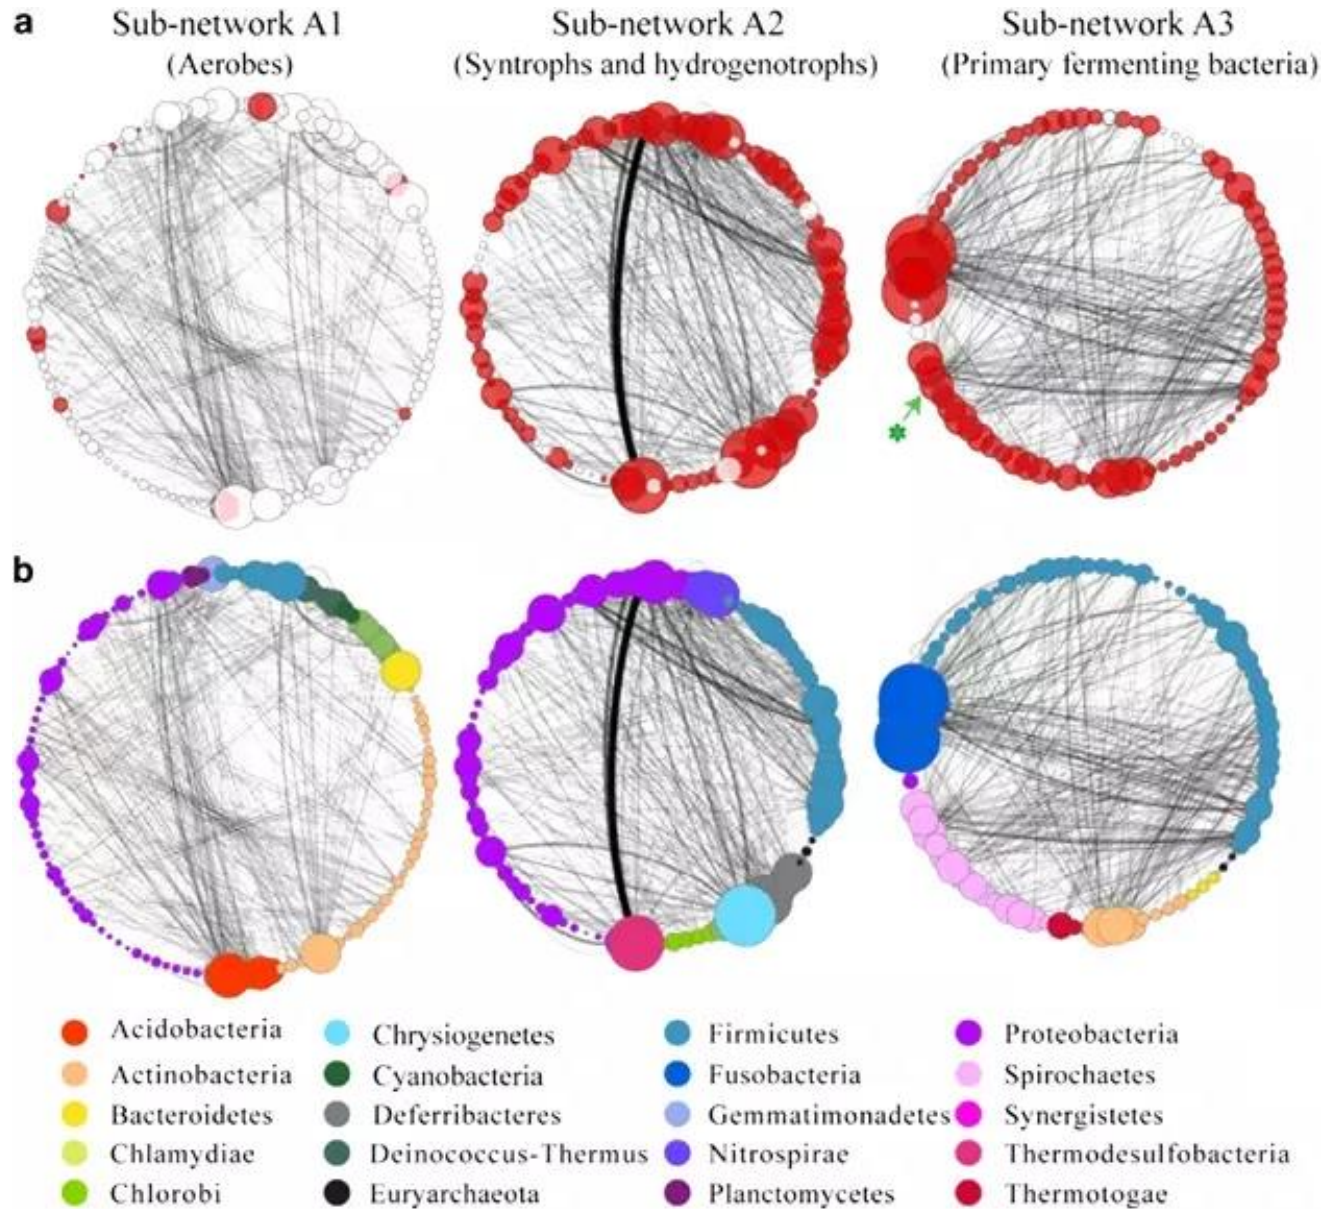 a
Sub-network A1
(Aerobes)
Sub-network A2
(Syntrophs and hydrogenotrophs)
Sub-network A3
(Primary fermenting bacteria)
*
b
Acidobacteria
Actinobacteria
Bacteroidetes
Chlamydiae
Chlorobi
Chrysiogenetes
Cyanobacteria
Deferribacteres
Deinococcus-Thermus
Euryarchaeota
Firmicutes
Fusobacteria
Gemmatimonadetes
Nitrospirae
Planctomycetes
Proteobacteria
Spirochaetes
Synergistetes
Thermodesulfobacteria
Thermotogae